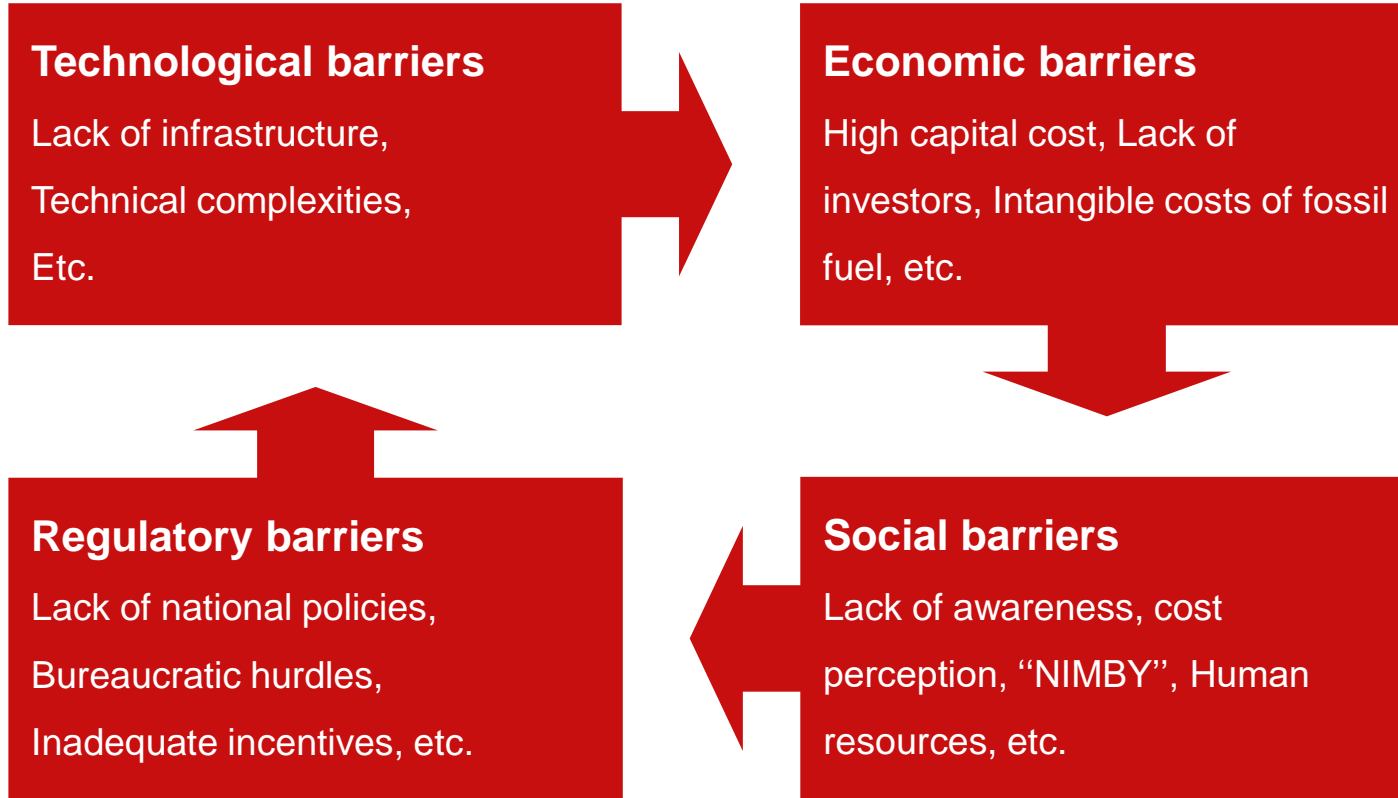 Technological barriers
Lack of infrastructure,
Technical complexities,
Etc.
Economic barriers
High capital cost, Lack of
investors, Intangible costs of fossil
fuel, etc.
Regulatory barriers
Lack of national policies,
Bureaucratic hurdles,
Inadequate incentives, etc.
Social barriers
Lack of awareness, cost
perception, ‘‘NIMBY’’, Human
resources, etc.